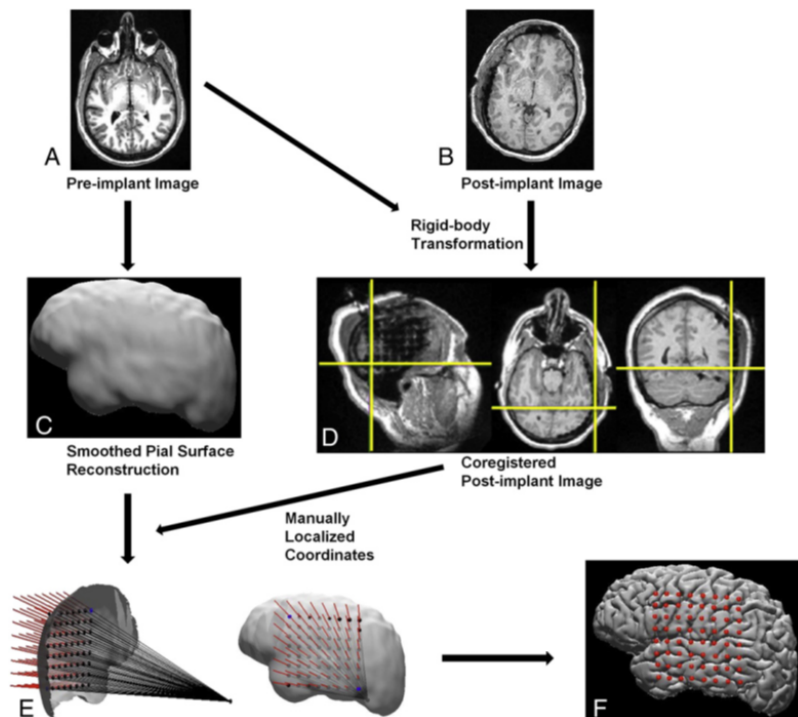 A
Pre-implant Image
B
Post-implant Image
Rigid-body
Transformation
C
Smoothed Pial Surface
Reconstruction
D
Coregistered
Post-implant Image
Manually
Localized
Coordinates
E
F